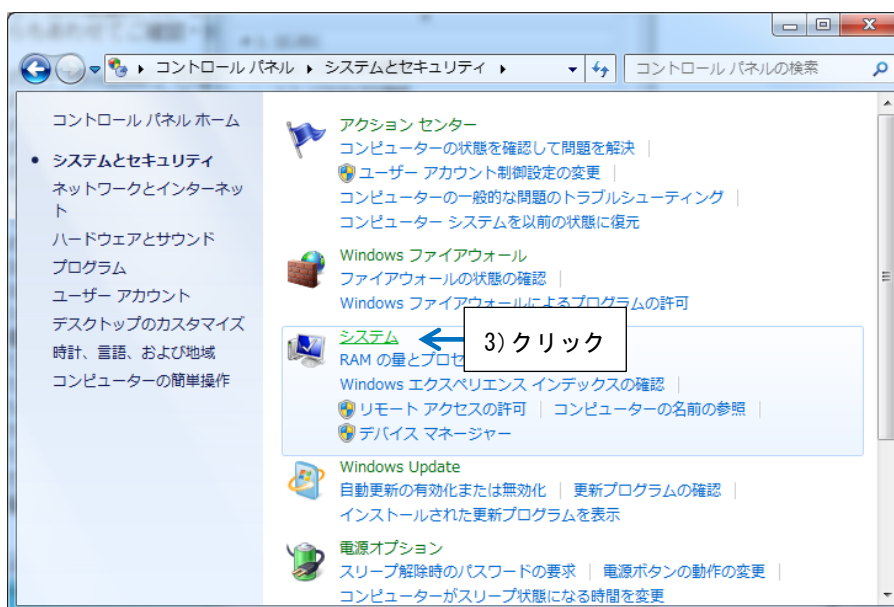 コントロール パネル ▸ システムとセキュリティ ▸
コントロール パネルの検索
コントロール パネル ホーム
• システムとセキュリティ
ネットワークとインターネッ
ト
ハードウェアとサウンド
プログラム
ユーザー アカウント
デスクトップのカスタマイズ
時計、言語、および地域
コンピューターの簡単操作
アクション センター
コンピューターの状態を確認して問題を解決
ユーザー アカウント制御設定の変更
コンピューターの一般的な問題のトラブルシューティング
コンピューター システムを以前の状態に復元
Windows ファイアウォール
ファイアウォールの状態の確認
Windows ファイアウォールによるプログラムの許可
システム
3)クリック
RAM の量とプロセ
Windows エクスペリエンス インデックスの確認
リモート アクセスの許可 | コンピューターの名前の参照
デバイス マネージャー
Windows Update
自動更新の有効化または無効化 | 更新プログラムの確認
インストールされた更新プログラムを表示
電源オプション
スリープ解除時のパスワードの要求 | 電源ボタンの動作の変更
コンピューターがスリープ状態になる時間を変更